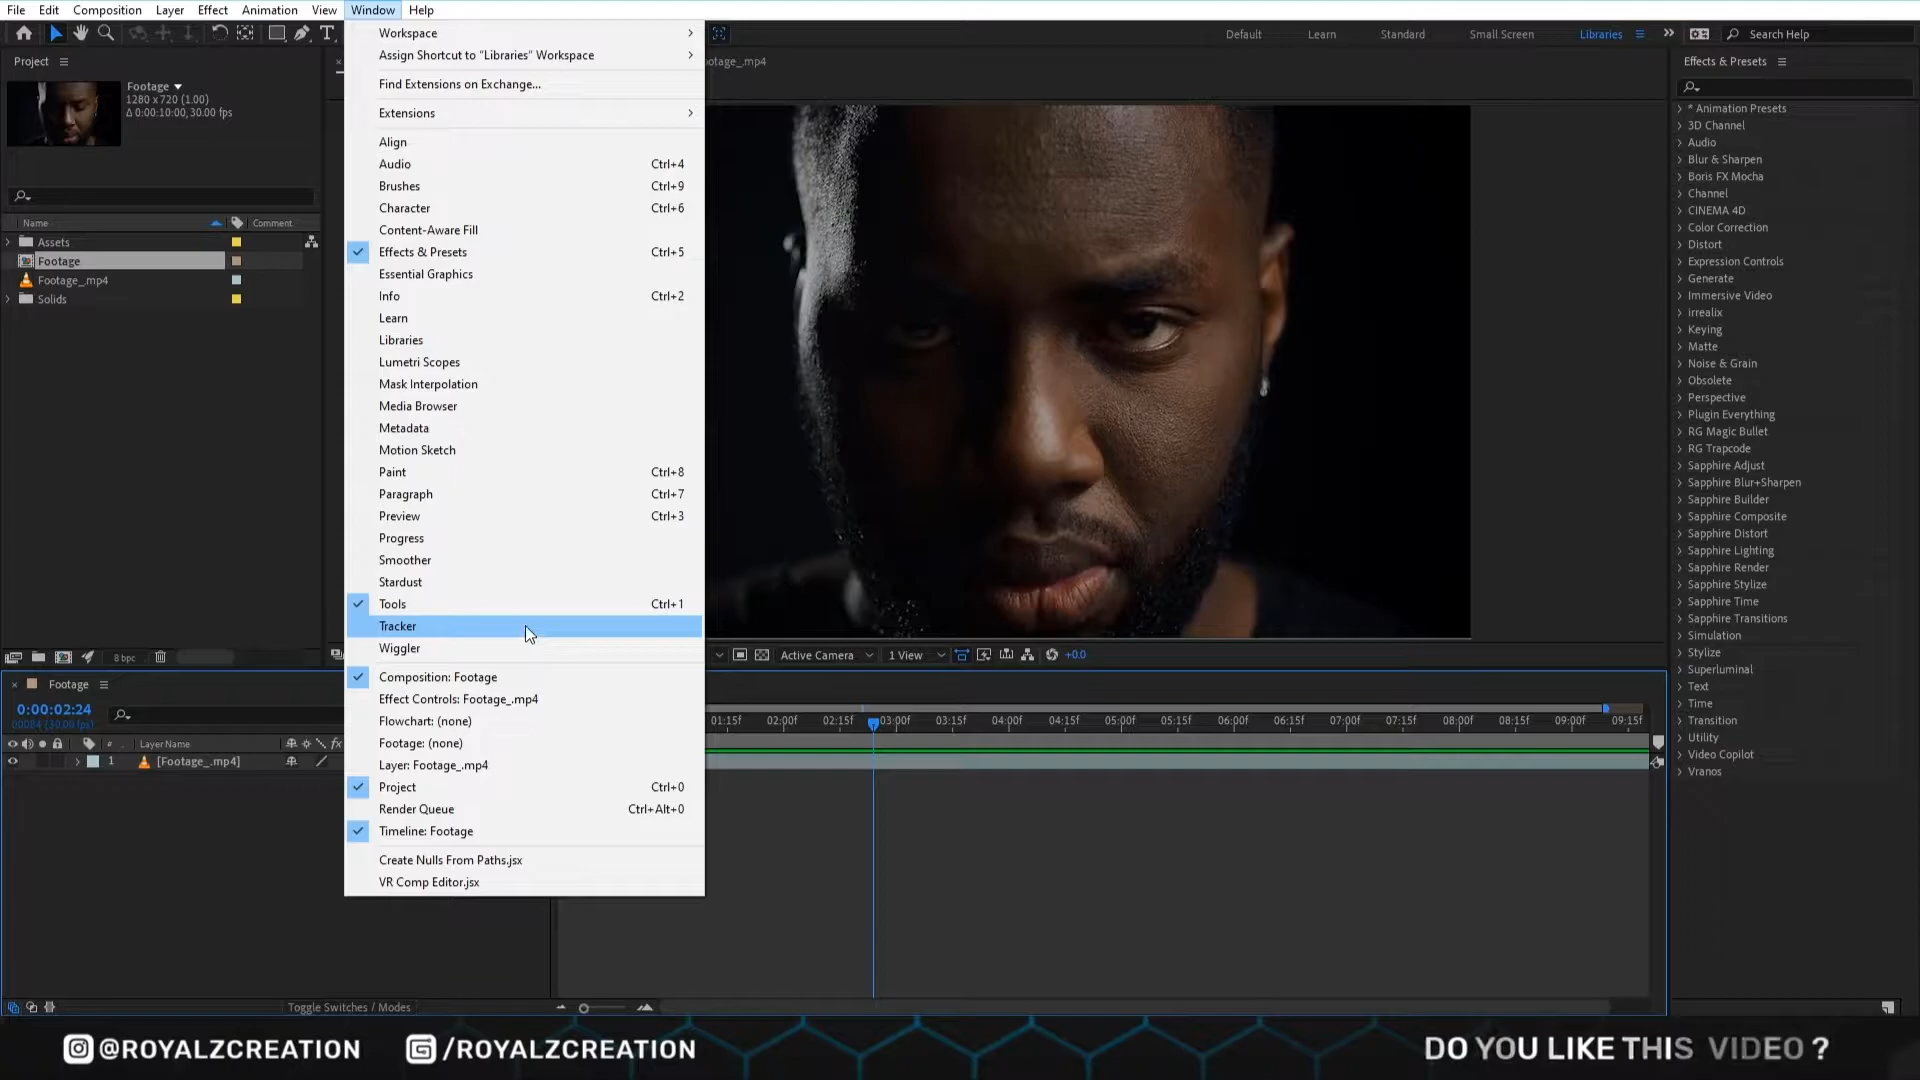 File Edit Composition Layer Effect Animation View Window Help
Default Learn Standard Small Screen Libraries Search Help
Project
Footage
1280 x 720 (1.00)
Δ 0:00:10:00, 30.00 fps
Name Comment
Assets
Footage
Footage_.mp4
Solids
8 bpc
Workspace
Assign Shortcut to "Libraries" Workspace
Find Extensions on Exchange...
Extensions
Align
Audio Ctrl+4
Brushes Ctrl+9
Character Ctrl+6
Content-Aware Fill
Effects & Presets Ctrl+5
Essential Graphics
Info Ctrl+2
Learn
Libraries
Lumetri Scopes
Mask Interpolation
Media Browser
Metadata
Motion Sketch
Paint Ctrl+8
Paragraph Ctrl+7
Preview Ctrl+3
Progress
Smoother
Stardust
Tools Ctrl+1
Tracker
Wiggler
Composition: Footage
Effect Controls: Footage_.mp4
Flowchart: (none)
Footage: (none)
Layer: Footage_.mp4
Project Ctrl+0
Render Queue Ctrl+Alt+0
Timeline: Footage
Create Nulls From Paths.jsx
VR Comp Editor.jsx
otage_.mp4
Active Camera 1 View +0.0
Effects & Presets
* Animation Presets
3D Channel
Audio
Blur & Sharpen
Boris FX Mocha
Channel
CINEMA 4D
Color Correction
Distort
Expression Controls
Generate
Immersive Video
irrealix
Keying
Matte
Noise & Grain
Obsolete
Perspective
Plugin Everything
RG Magic Bullet
RG Trapcode
Sapphire Adjust
Sapphire Blur+Sharpen
Sapphire Builder
Sapphire Composite
Sapphire Distort
Sapphire Lighting
Sapphire Render
Sapphire Stylize
Sapphire Time
Sapphire Transitions
Simulation
Stylize
Superluminal
Text
Time
Transition
Utility
Video Copilot
Vranos
Footage
0:00:02:24
00084 (30.00 fps)
01:15f 02:00f 02:15f 03:00f 03:15f 04:00f 04:15f 05:00f 05:15f 06:00f 06:15f 07:00f 07:15f 08:00f 08:15f 09:00f 09:15f
# Layer Name fx
1 [Footage_.mp4]
Toggle Switches / Modes
@ROYALZCREATION /ROYALZCREATION DO YOU LIKE THIS VIDEO ?